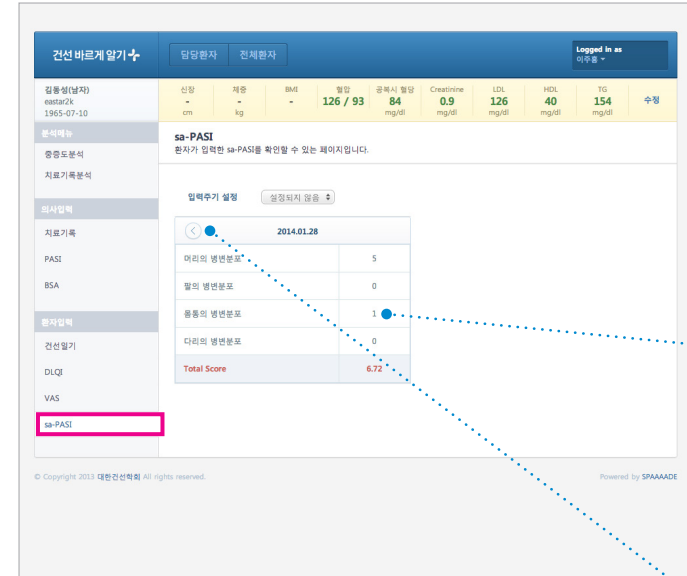 건선 바르게 알기
담당환자 전체환자
Logged in as
이주홍
김동성(남자)
eastar2k
1965-07-10
신장 체중 BMI 혈압 공복시 혈당 Creatinine LDL HDL TG
- - - 126 / 93 84 0.9 126 40 154 수정
cm kg mg/dl mg/dl mg/dl mg/dl mg/dl
분석메뉴
중증도분석
치료기록분석
의사입력
치료기록
PASI
BSA
환자입력
건선일기
DLQI
VAS
sa-PASI
sa-PASI
환자가 입력한 sa-PASI를 확인할 수 있는 페이지입니다.
입력주기 설정 설정되지 않음
2014.01.28
머리의 병변분포 5
팔의 병변분포 0
몸통의 병변분포 1
다리의 병변분포 0
Total Score 6.72
© Copyright 2013 대한건선학회 All rights reserved.
Powered by SPAAAADE